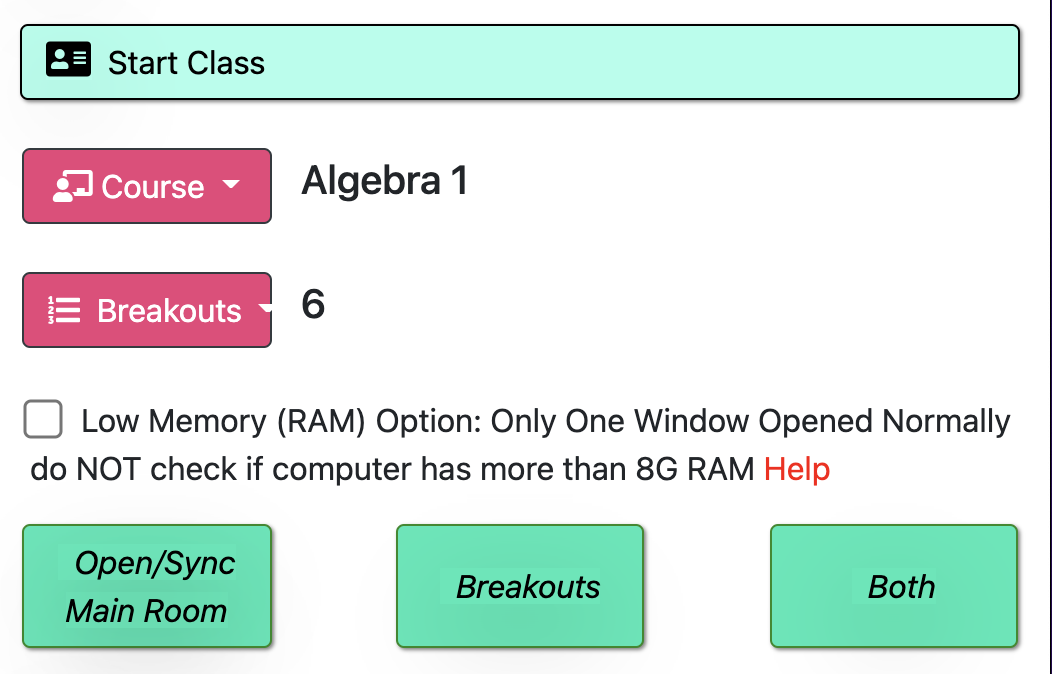 Start Class
Course Algebra 1
Breakouts 6
Low Memory (RAM) Option: Only One Window Opened Normally
do NOT check if computer has more than 8G RAM Help
Open/Sync
Main Room
Breakouts
Both